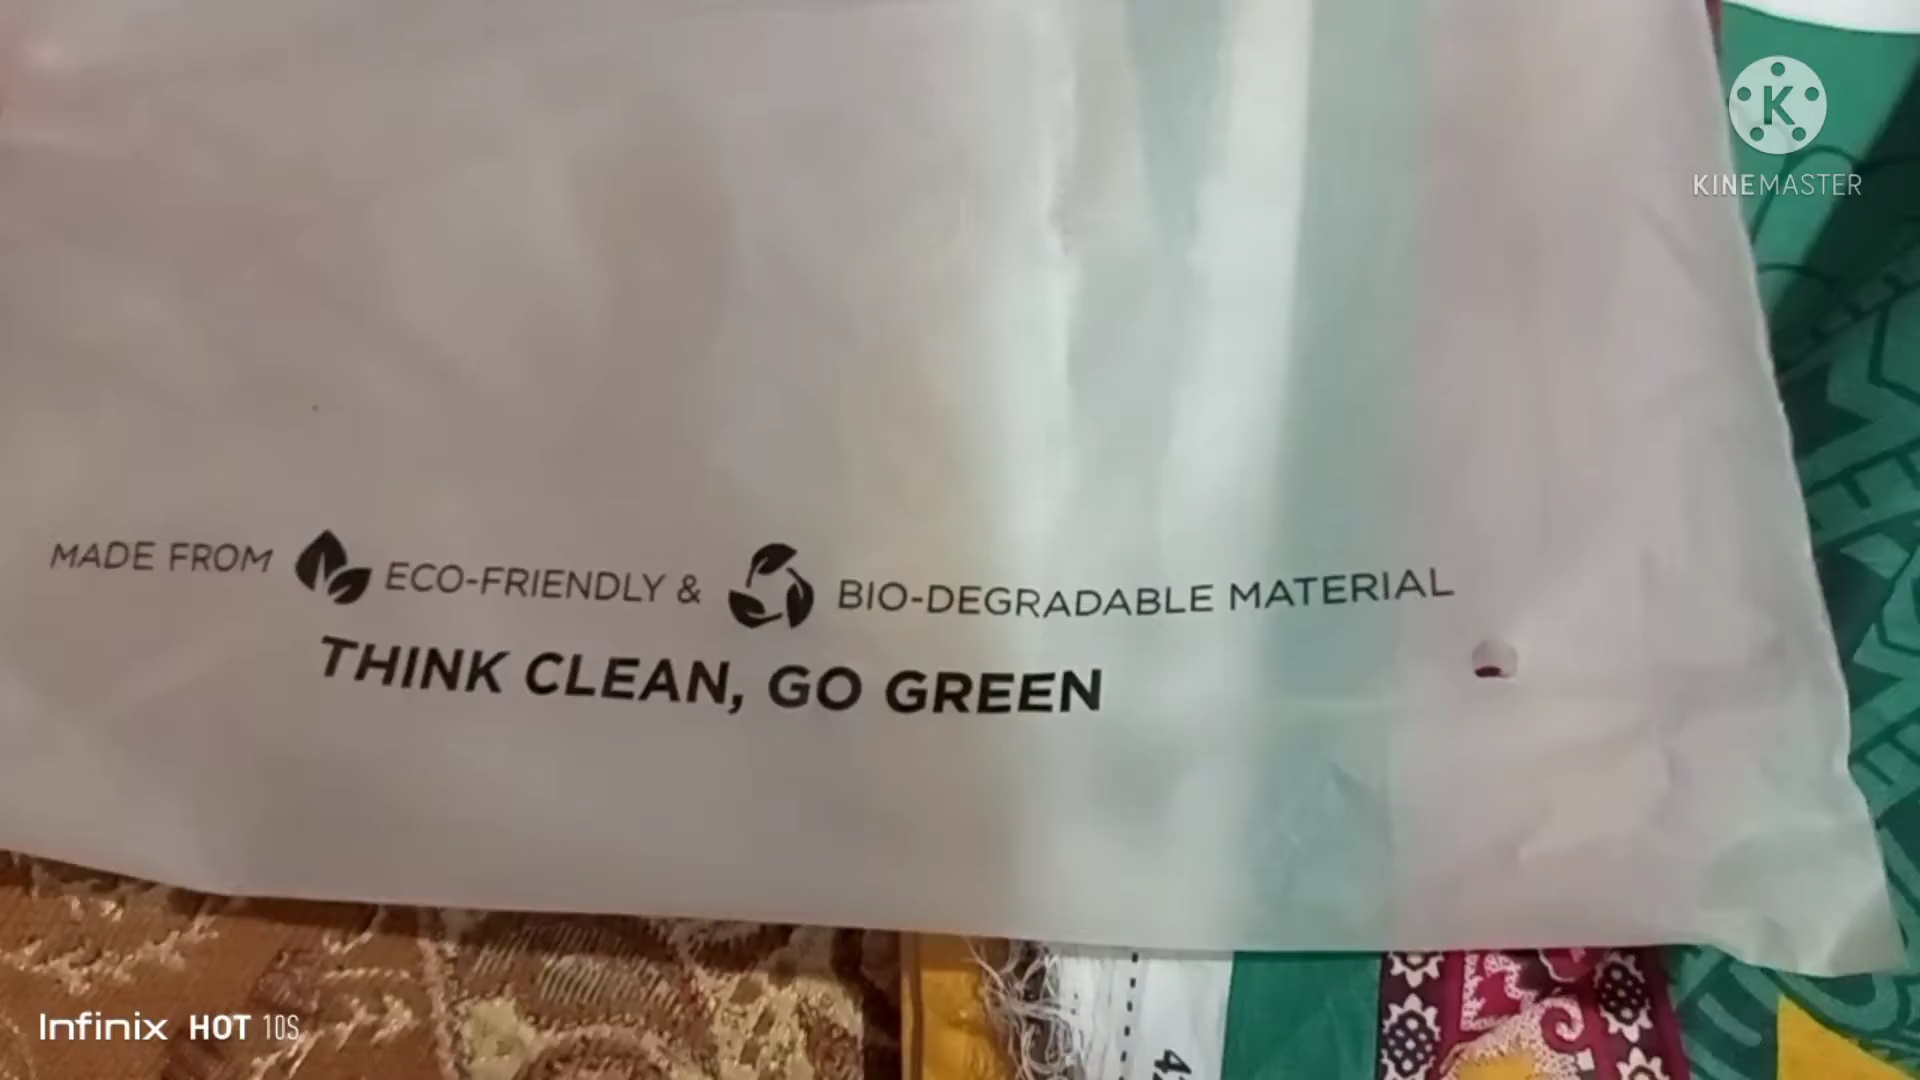 K
KINEMASTER
MADE FROM ECO-FRIENDLY & BIO-DEGRADABLE MATERIAL
THINK CLEAN, GO GREEN
Infinix HOT 10S